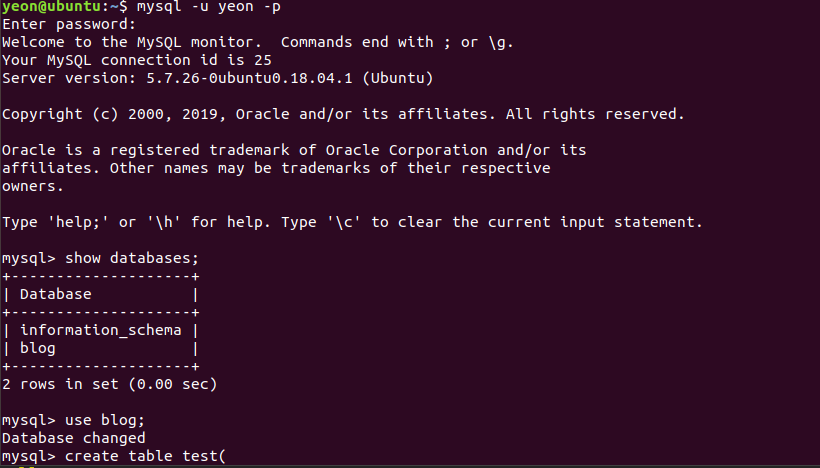 yeon@ubuntu:~$ mysql -u yeon -p
Enter password:
Welcome to the MySQL monitor.  Commands end with ; or \g.
Your MySQL connection id is 25
Server version: 5.7.26-0ubuntu0.18.04.1 (Ubuntu)

Copyright (c) 2000, 2019, Oracle and/or its affiliates. All rights reserved.

Oracle is a registered trademark of Oracle Corporation and/or its
affiliates. Other names may be trademarks of their respective
owners.

Type 'help;' or '\h' for help. Type '\c' to clear the current input statement.

mysql> show databases;
+--------------------+
| Database           |
+--------------------+
| information_schema |
| blog               |
+--------------------+
2 rows in set (0.00 sec)

mysql> use blog;
Database changed
mysql> create table test(